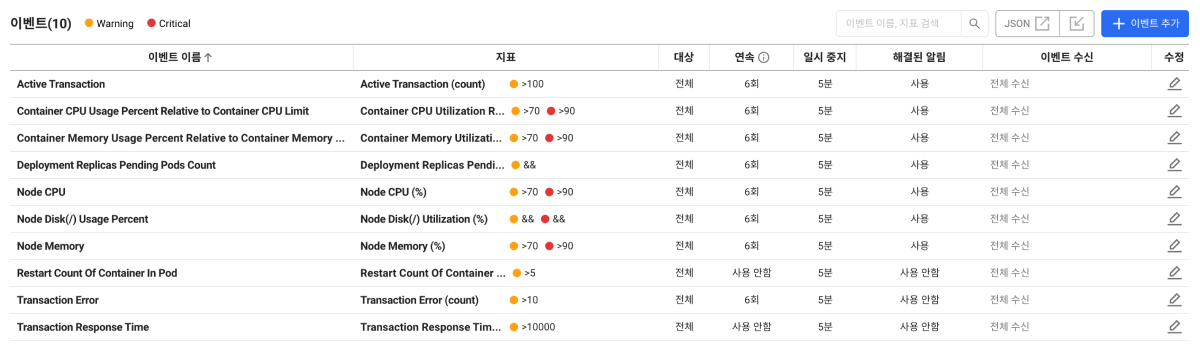 이벤트(10) Warning Critical 이벤트 이름, 지표 검색 JSON 이벤트 추가
이벤트 이름 지표 대상 연속 일시 중지 해결된 알림 이벤트 수신 수정
Active Transaction Active Transaction (count) >100 전체 6회 5분 사용 전체 수신
Container CPU Usage Percent Relative to Container CPU Limit Container CPU Utilization R... >70 >90 전체 6회 5분 사용 전체 수신
Container Memory Usage Percent Relative to Container Memory ... Container Memory Utilizati... >70 >90 전체 6회 5분 사용 전체 수신
Deployment Replicas Pending Pods Count Deployment Replicas Pendi... && 전체 6회 5분 사용 전체 수신
Node CPU Node CPU (%) >70 >90 전체 6회 5분 사용 전체 수신
Node Disk(/) Usage Percent Node Disk(/) Utilization (%) && && 전체 6회 5분 사용 전체 수신
Node Memory Node Memory (%) >70 >90 전체 6회 5분 사용 전체 수신
Restart Count Of Container In Pod Restart Count Of Container ... >5 전체 사용 안함 5분 사용 안함 전체 수신
Transaction Error Transaction Error (count) >10 전체 6회 5분 사용 안함 전체 수신
Transaction Response Time Transaction Response Tim... >10000 전체 사용 안함 5분 사용 안함 전체 수신